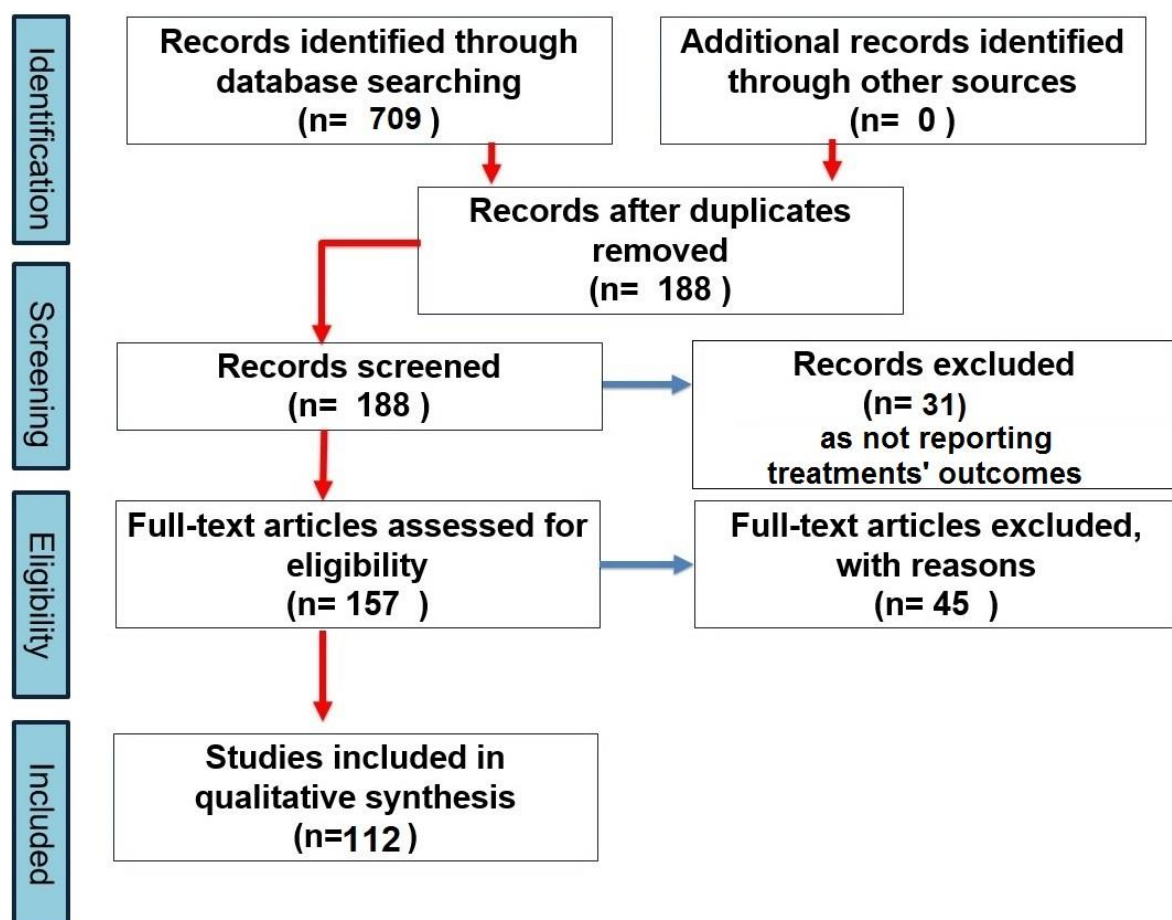 Identification
Records identified through
database searching
(n= 709 )
Additional records identified
through other sources
(n= 0 )
Records after duplicates
removed
(n= 188 )
Screening
Records screened
(n= 188 )
Records excluded
(n= 31)
as not reporting
treatments' outcomes
Eligibility
Full-text articles assessed for
eligibility
(n= 157 )
Full-text articles excluded,
with reasons
(n= 45 )
Included
Studies included in
qualitative synthesis
(n=112 )